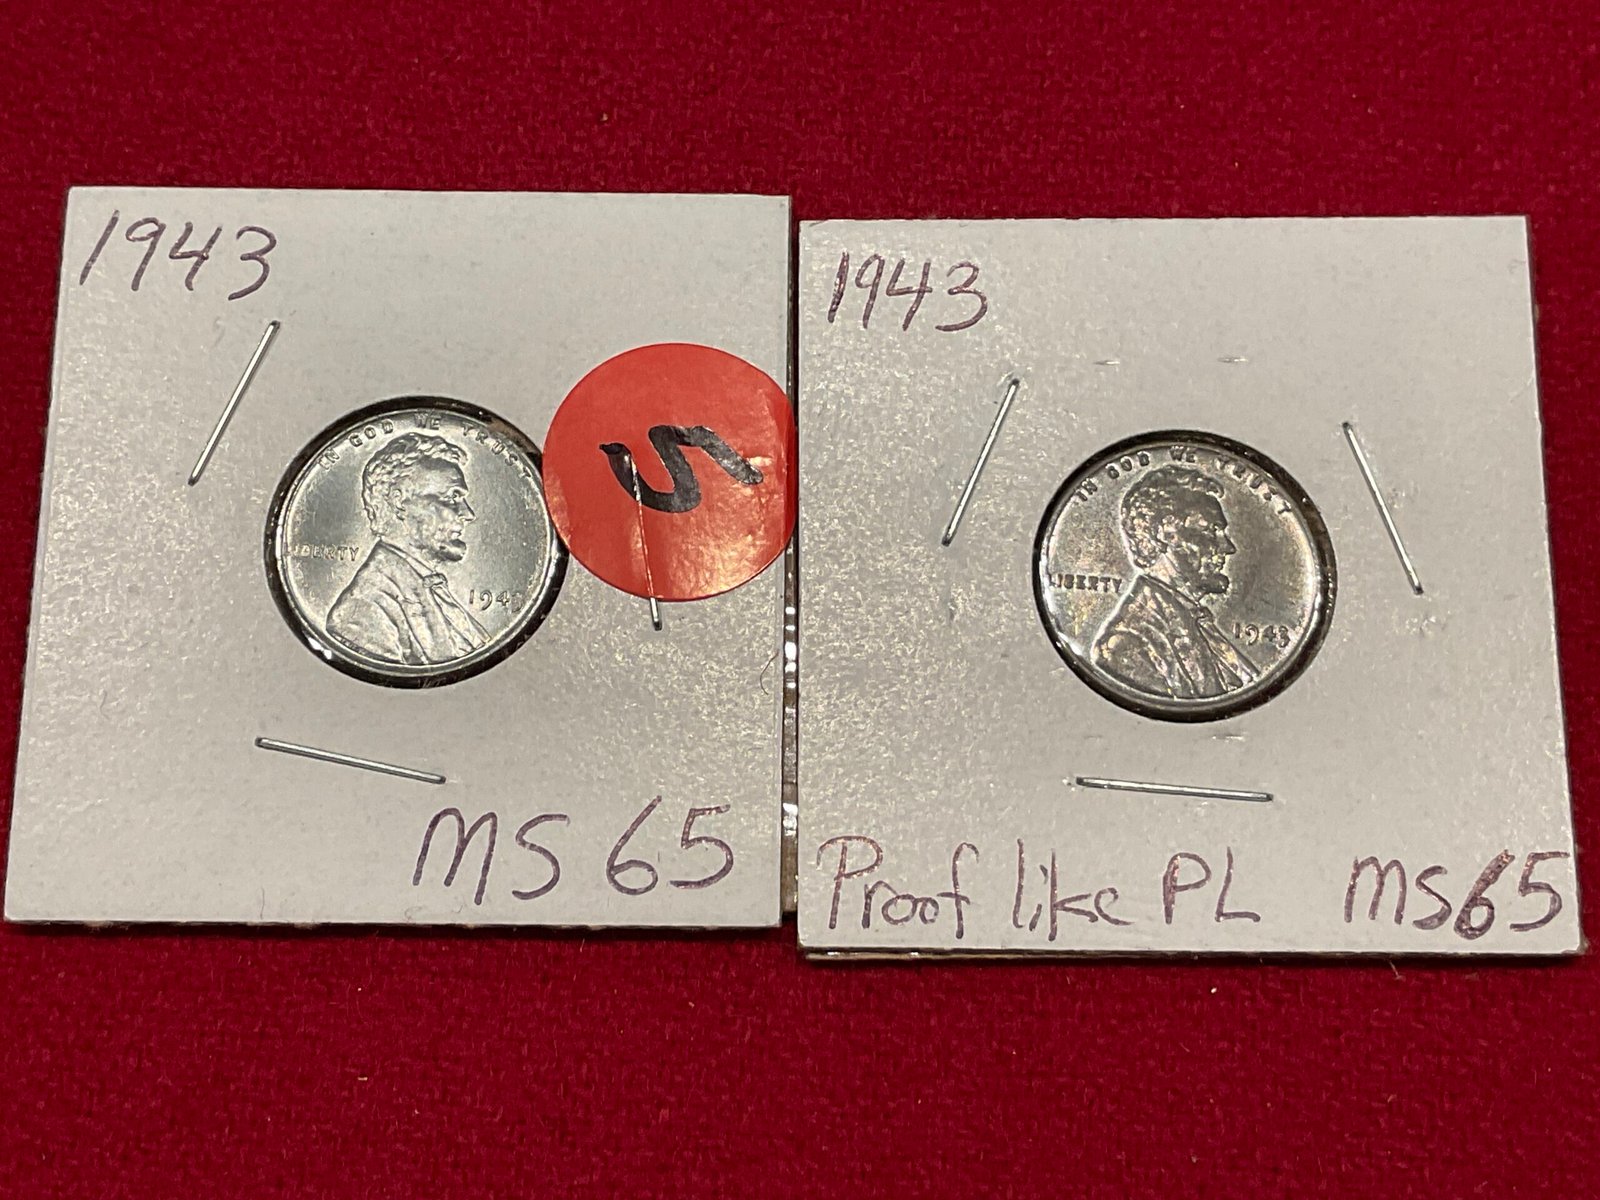 1943
IN GOD WE TRUST
LIBERTY
1943
MS 65
5
1943
IN GOD WE TRUST
LIBERTY
1943
Proof like PL MS65